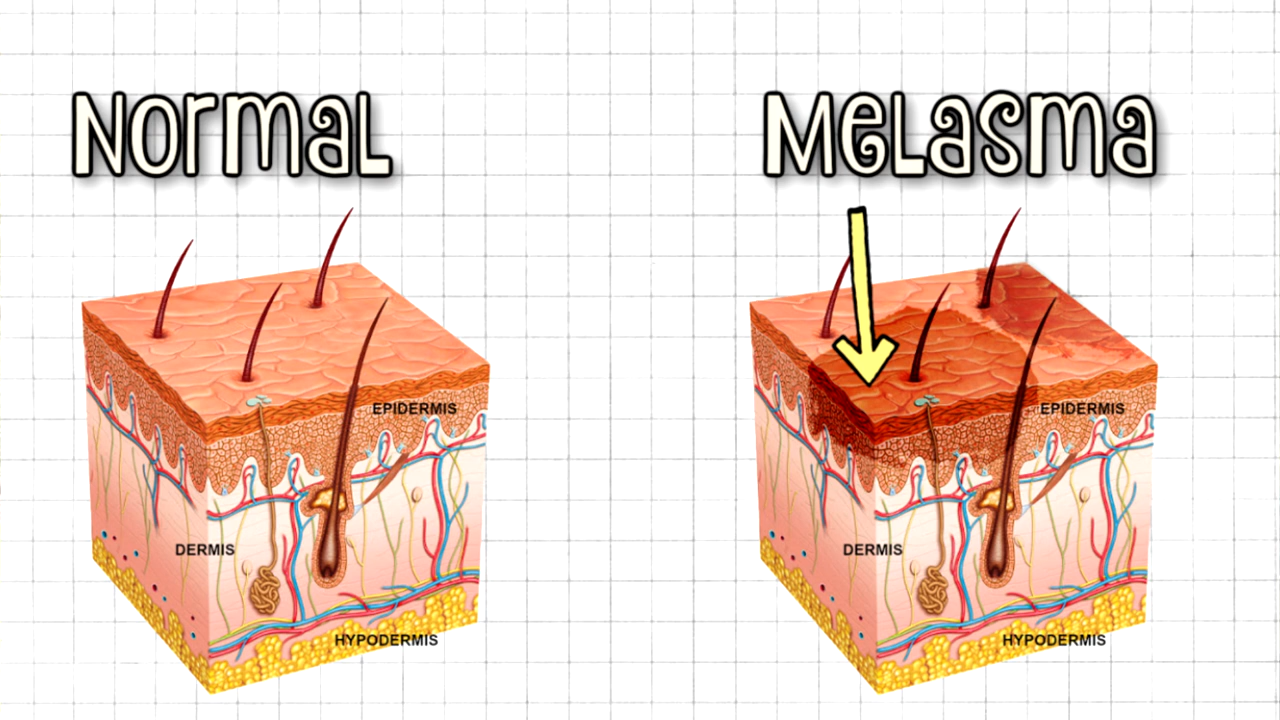 Normal
Melasma
EPIDERMIS
DERMIS
HYPODERMIS
EPIDERMIS
DERMIS
HYPODERMIS